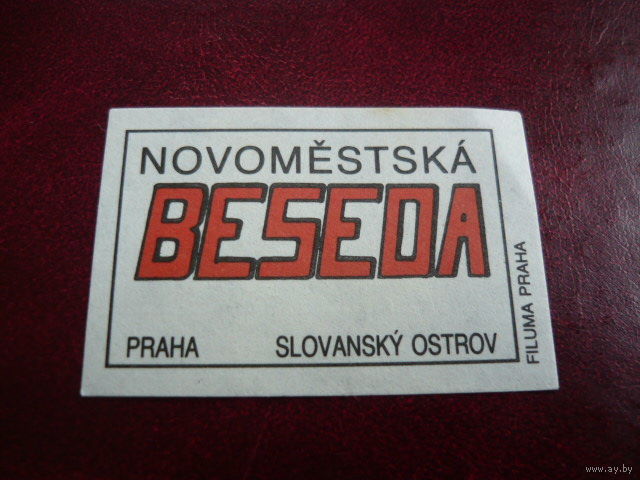 NOVOMĚSTSKÁ
BESEDA
PRAHA
SLOVANSKÝ OSTROV
FILUMA PRAHA
www.ay.by